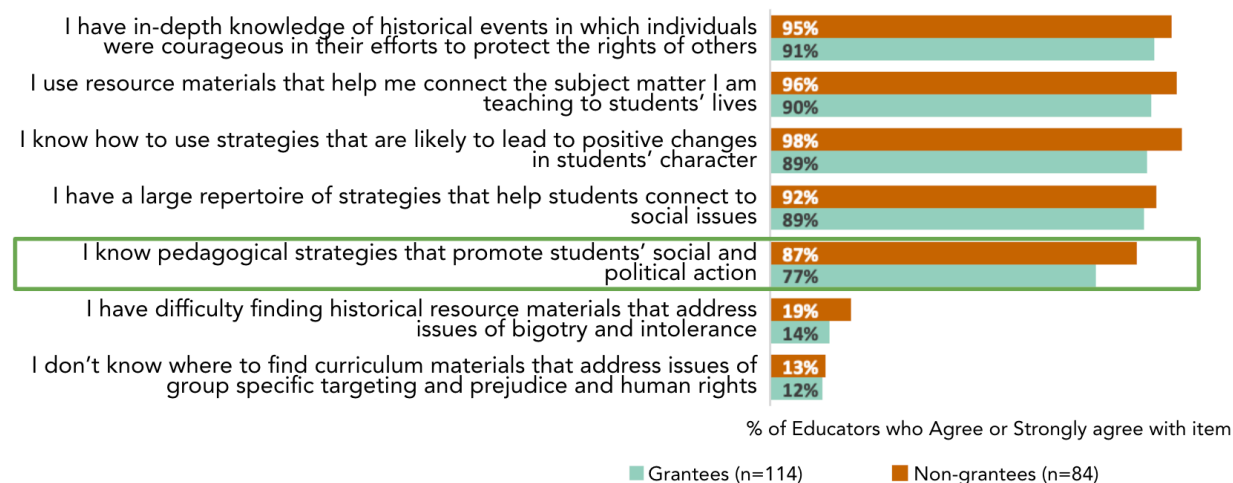 I have in-depth knowledge of historical events in which individuals
were courageous in their efforts to protect the rights of others
95%
91%
I use resource materials that help me connect the subject matter I am
teaching to students’ lives
96%
90%
I know how to use strategies that are likely to lead to positive changes
in students’ character
98%
89%
I have a large repertoire of strategies that help students connect to
social issues
92%
89%
I know pedagogical strategies that promote students’ social and
political action
87%
77%
I have difficulty finding historical resource materials that address
issues of bigotry and intolerance
19%
14%
I don’t know where to find curriculum materials that address issues of
group specific targeting and prejudice and human rights
13%
12%
% of Educators who Agree or Strongly agree with item
Grantees (n=114)
Non-grantees (n=84)